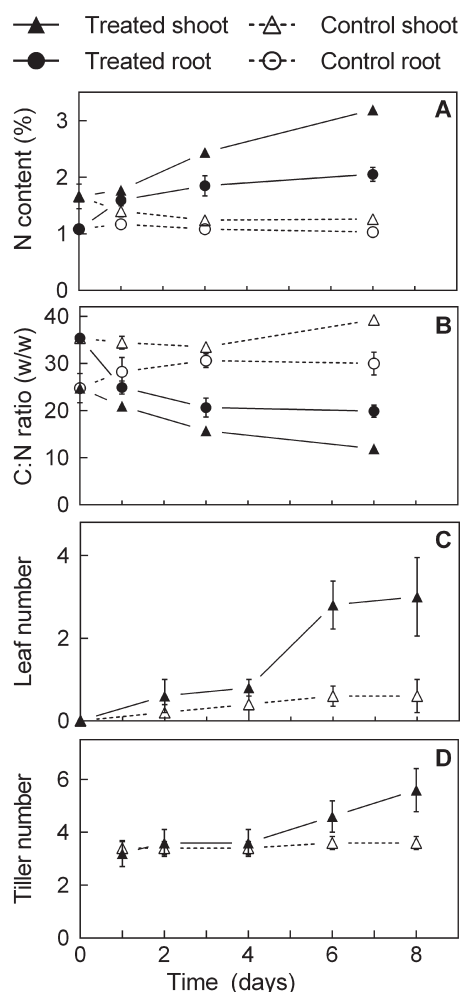 Treated shoot Control shoot
Treated root Control root
A
N content (%)
3
2
1
0
B
C:N ratio (w/w)
40
30
20
10
0
C
Leaf number
4
2
0
D
Tiller number
6
4
2
0
0 2 4 6 8
Time (days)